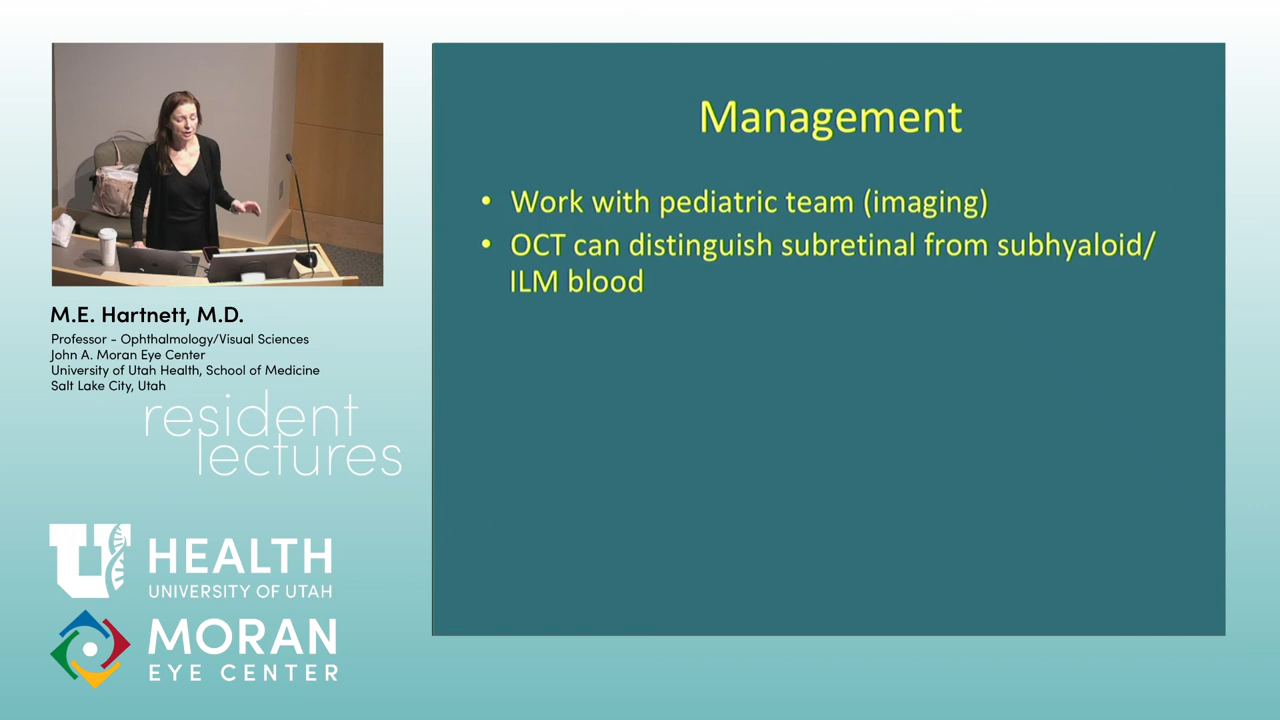 Management
• Work with pediatric team (imaging)
• OCT can distinguish subretinal from subhyaloid/
ILM blood
M.E. Hartnett, M.D.
Professor - Ophthalmology/Visual Sciences
John A. Moran Eye Center
University of Utah Health, School of Medicine
Salt Lake City, Utah
resident
lectures
U HEALTH
UNIVERSITY OF UTAH
MORAN
EYE CENTER